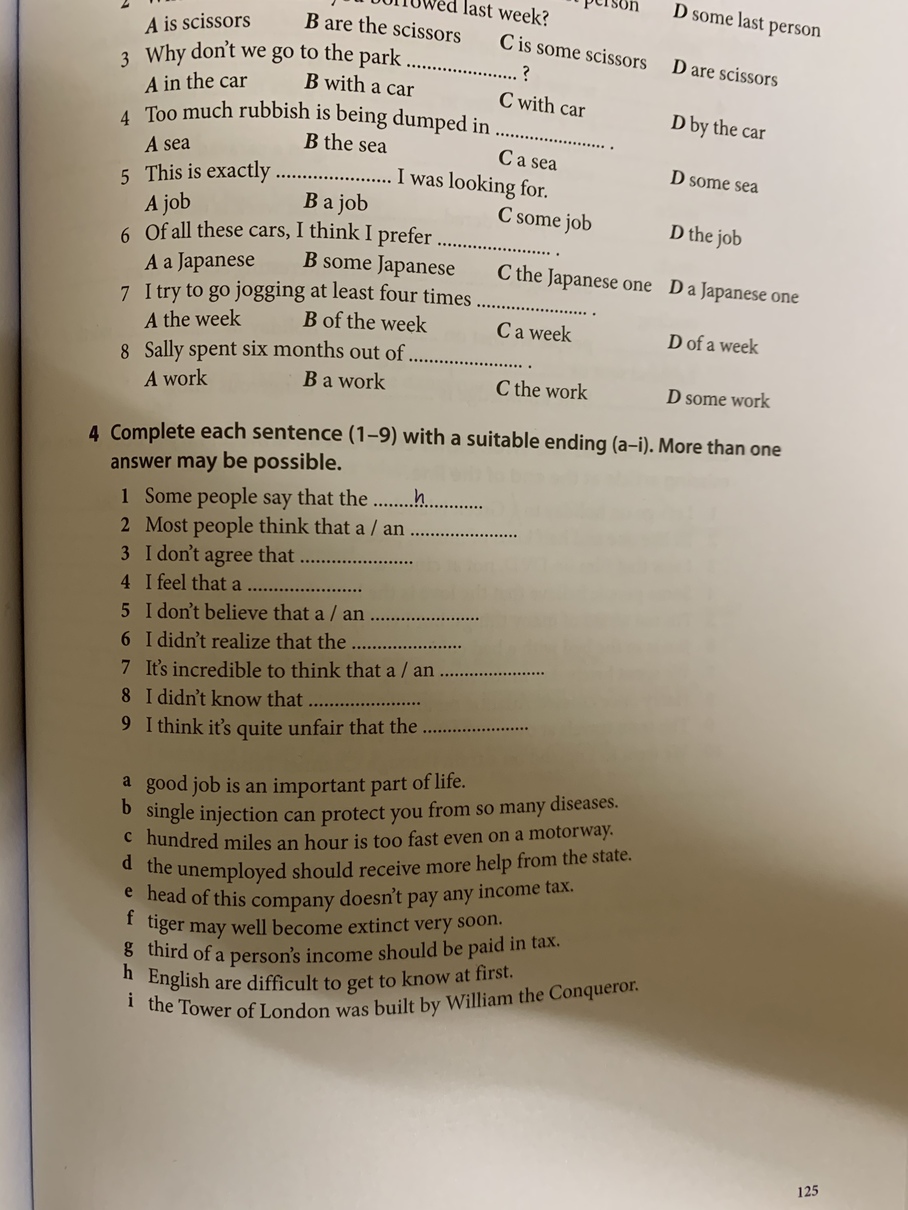 2
borrowed last week?
person
D some last person
A is scissors B are the scissors C is some scissors D are scissors
3 Why don't we go to the park ...................... ?
A in the car B with a car C with car D by the car
4 Too much rubbish is being dumped in ...................... .
A sea B the sea C a sea D some sea
5 This is exactly ...................... I was looking for.
A job B a job C some job D the job
6 Of all these cars, I think I prefer ...................... .
A a Japanese B some Japanese C the Japanese one D a Japanese one
7 I try to go jogging at least four times ...................... .
A the week B of the week C a week D of a week
8 Sally spent six months out of ...................... .
A work B a work C the work D some work
4 Complete each sentence (1–9) with a suitable ending (a–i). More than one
answer may be possible.
1 Some people say that the ........h............
2 Most people think that a / an ......................
3 I don't agree that ......................
4 I feel that a ......................
5 I don't believe that a / an ......................
6 I didn't realize that the ......................
7 It's incredible to think that a / an ......................
8 I didn't know that ......................
9 I think it's quite unfair that the ......................
a good job is an important part of life.
b single injection can protect you from so many diseases.
c hundred miles an hour is too fast even on a motorway.
d the unemployed should receive more help from the state.
e head of this company doesn't pay any income tax.
f tiger may well become extinct very soon.
g third of a person's income should be paid in tax.
h English are difficult to get to know at first.
i the Tower of London was built by William the Conqueror.
125